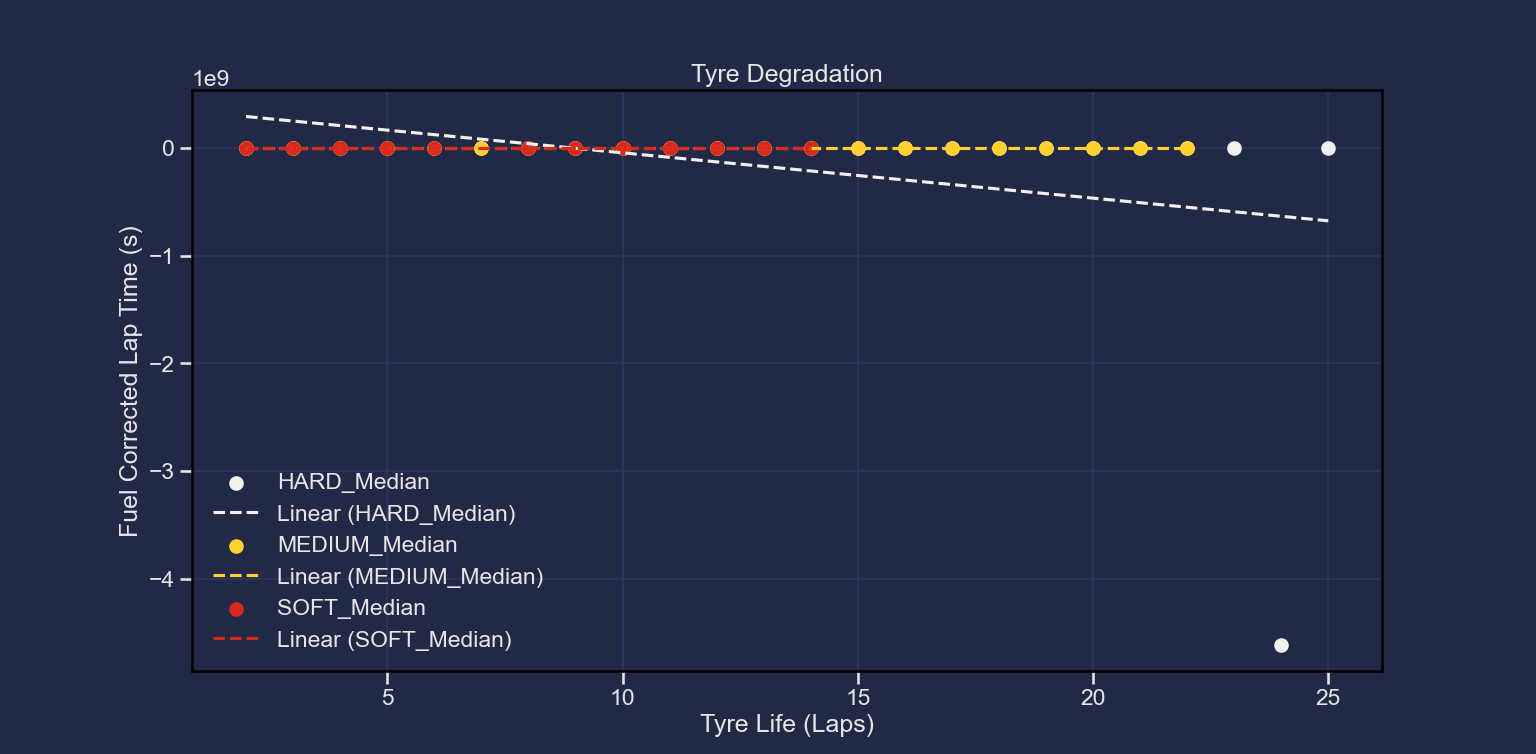 Tyre Degradation
1e9
0
−1
−2
−3
−4
Fuel Corrected Lap Time (s)
HARD_Median
Linear (HARD_Median)
MEDIUM_Median
Linear (MEDIUM_Median)
SOFT_Median
Linear (SOFT_Median)
5 10 15 20 25
Tyre Life (Laps)